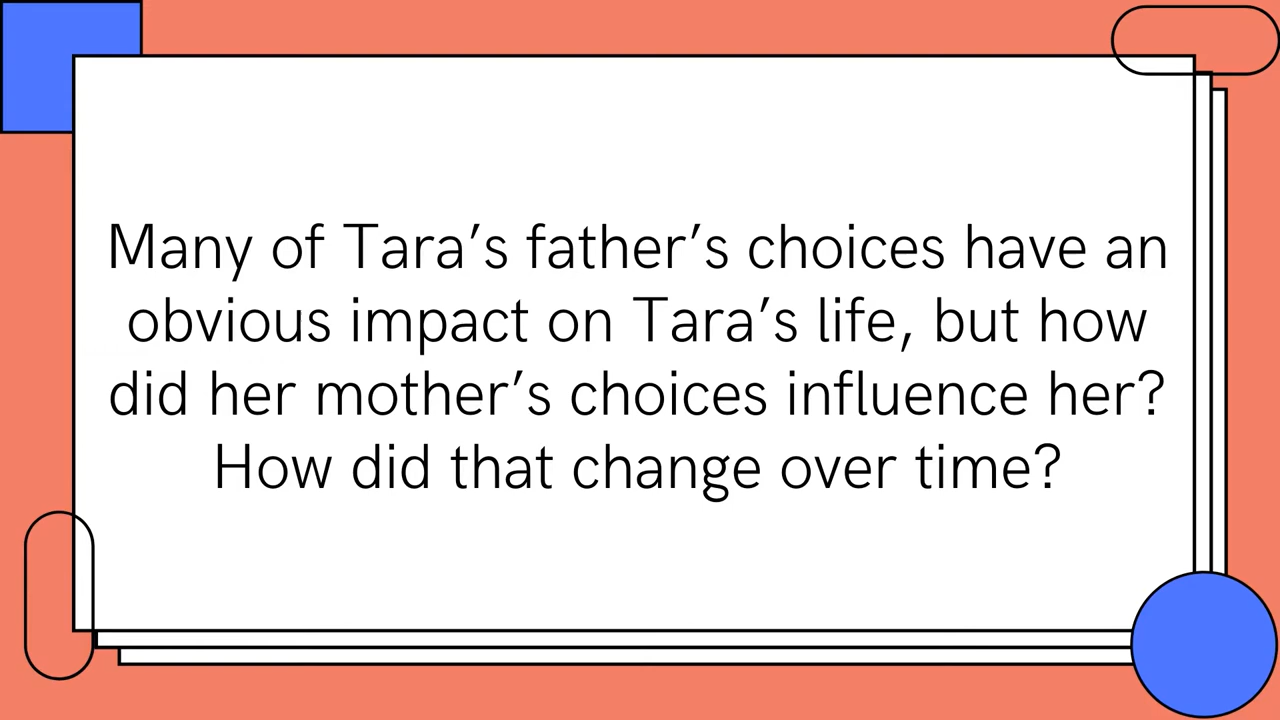 Many of Tara’s father’s choices have an
obvious impact on Tara’s life, but how
did her mother’s choices influence her?
How did that change over time?